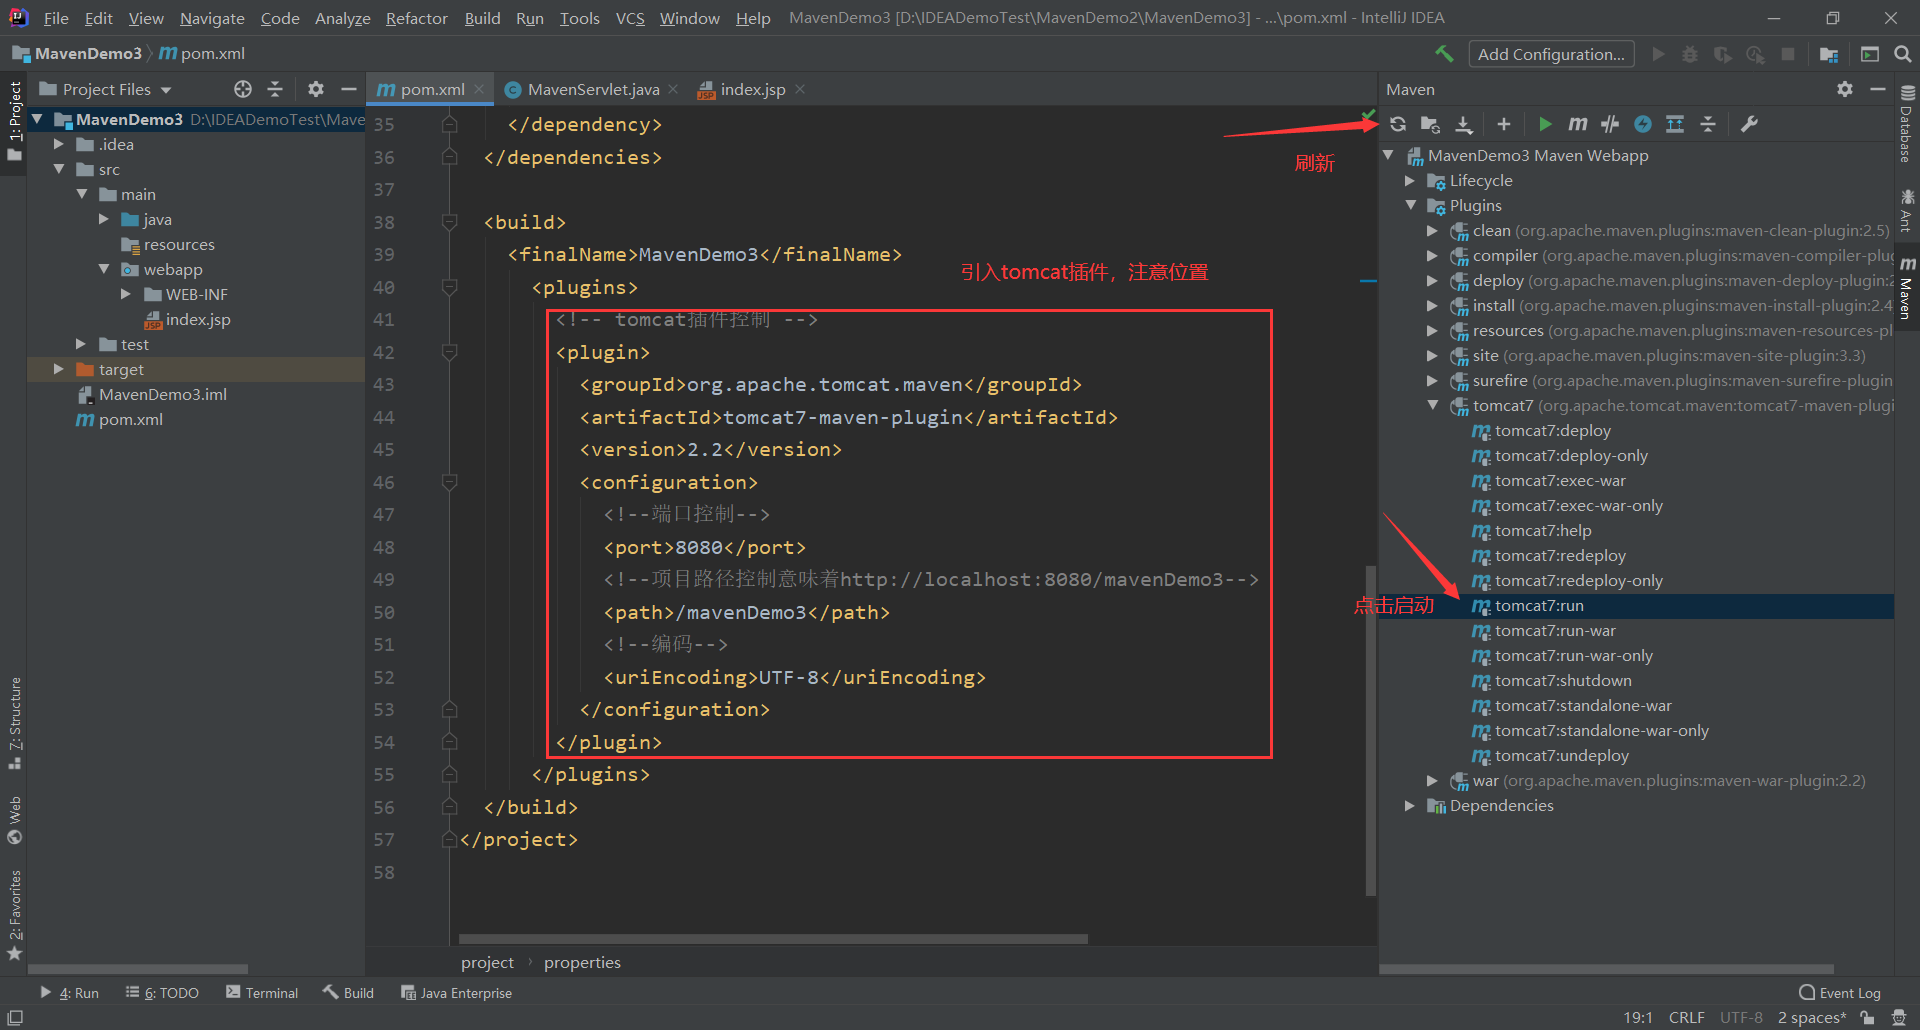 File Edit View Navigate Code Analyze Refactor Build Run Tools VCS Window Help MavenDemo3 [D:\IDEADemoTest\MavenDemo2\MavenDemo3] - ...\pom.xml - IntelliJ IDEA
MavenDemo3 pom.xml
Add Configuration...
1: Project
7: Structure
Web
2: Favorites
Project Files
MavenDemo3 D:\IDEADemoTest\Mave
.idea
src
main
java
resources
webapp
WEB-INF
index.jsp
test
target
MavenDemo3.iml
pom.xml
pom.xml MavenServlet.java index.jsp
35 </dependency>
36 </dependencies>
37
38 <build>
39 <finalName>MavenDemo3</finalName>
40 <plugins>
41 <!-- tomcat插件控制 -->
42 <plugin>
43 <groupId>org.apache.tomcat.maven</groupId>
44 <artifactId>tomcat7-maven-plugin</artifactId>
45 <version>2.2</version>
46 <configuration>
47 <!--端口控制-->
48 <port>8080</port>
49 <!--项目路径控制意味着http://localhost:8080/mavenDemo3-->
50 <path>/mavenDemo3</path>
51 <!--编码-->
52 <uriEncoding>UTF-8</uriEncoding>
53 </configuration>
54 </plugin>
55 </plugins>
56 </build>
57 </project>
58
引入tomcat插件，注意位置
刷新
点击启动
project › properties
Maven
MavenDemo3 Maven Webapp
Lifecycle
Plugins
clean (org.apache.maven.plugins:maven-clean-plugin:2.5)
compiler (org.apache.maven.plugins:maven-compiler-plug
deploy (org.apache.maven.plugins:maven-deploy-plugin:2
install (org.apache.maven.plugins:maven-install-plugin:2.4
resources (org.apache.maven.plugins:maven-resources-pl
site (org.apache.maven.plugins:maven-site-plugin:3.3)
surefire (org.apache.maven.plugins:maven-surefire-plugin
tomcat7 (org.apache.tomcat.maven:tomcat7-maven-plugi
tomcat7:deploy
tomcat7:deploy-only
tomcat7:exec-war
tomcat7:exec-war-only
tomcat7:help
tomcat7:redeploy
tomcat7:redeploy-only
tomcat7:run
tomcat7:run-war
tomcat7:run-war-only
tomcat7:shutdown
tomcat7:standalone-war
tomcat7:standalone-war-only
tomcat7:undeploy
war (org.apache.maven.plugins:maven-war-plugin:2.2)
Dependencies
Database
Ant
Maven
4: Run 6: TODO Terminal Build Java Enterprise Event Log
19:1 CRLF UTF-8 2 spaces*